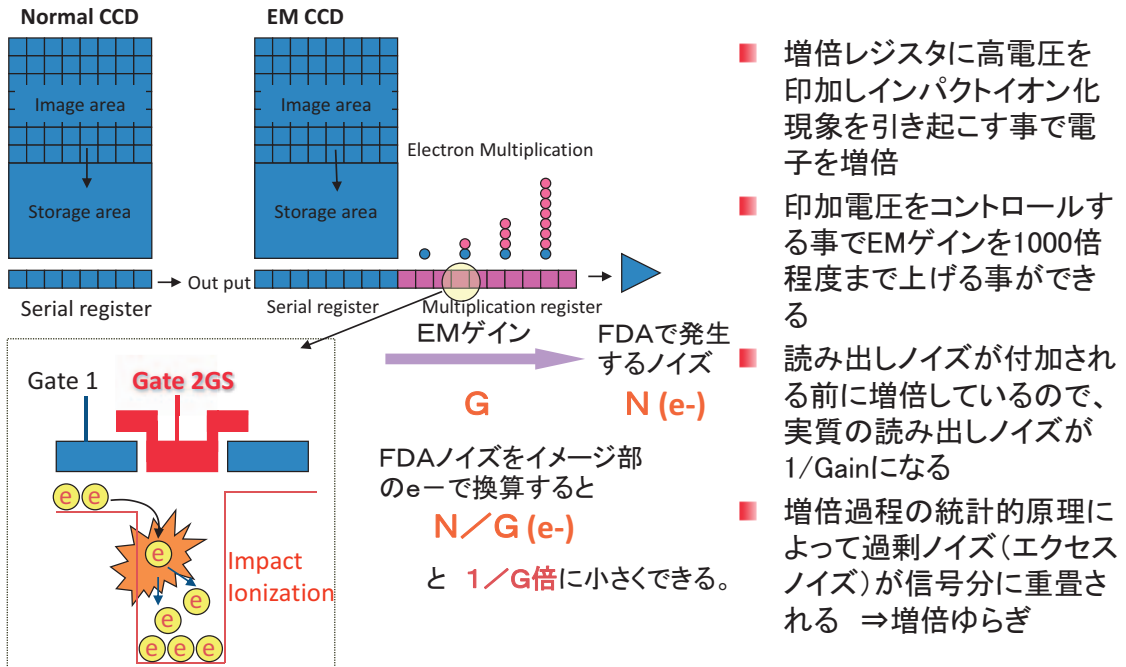 Normal CCD
EM CCD
Image area
Storage area
Serial register
Out put
Image area
Storage area
Electron Multiplication
Serial register
Multiplication register
EMゲイン
G
FDAで発生
するノイズ
N (e-)
Gate 1
Gate 2GS
e e
e
e
e
e e e
Impact
Ionization
FDAノイズをイメージ部
のe－で換算すると
N／G (e-)
と 1／G倍に小さくできる。
増倍レジスタに高電圧を
印加しインパクトイオン化
現象を引き起こす事で電
子を増倍
印加電圧をコントロールす
る事でEMゲインを1000倍
程度まで上げる事ができ
る
読み出しノイズが付加され
る前に増倍しているので、
実質の読み出しノイズが
1/Gainになる
増倍過程の統計的原理に
よって過剰ノイズ（エクセス
ノイズ）が信号分に重畳さ
れる ⇒増倍ゆらぎ